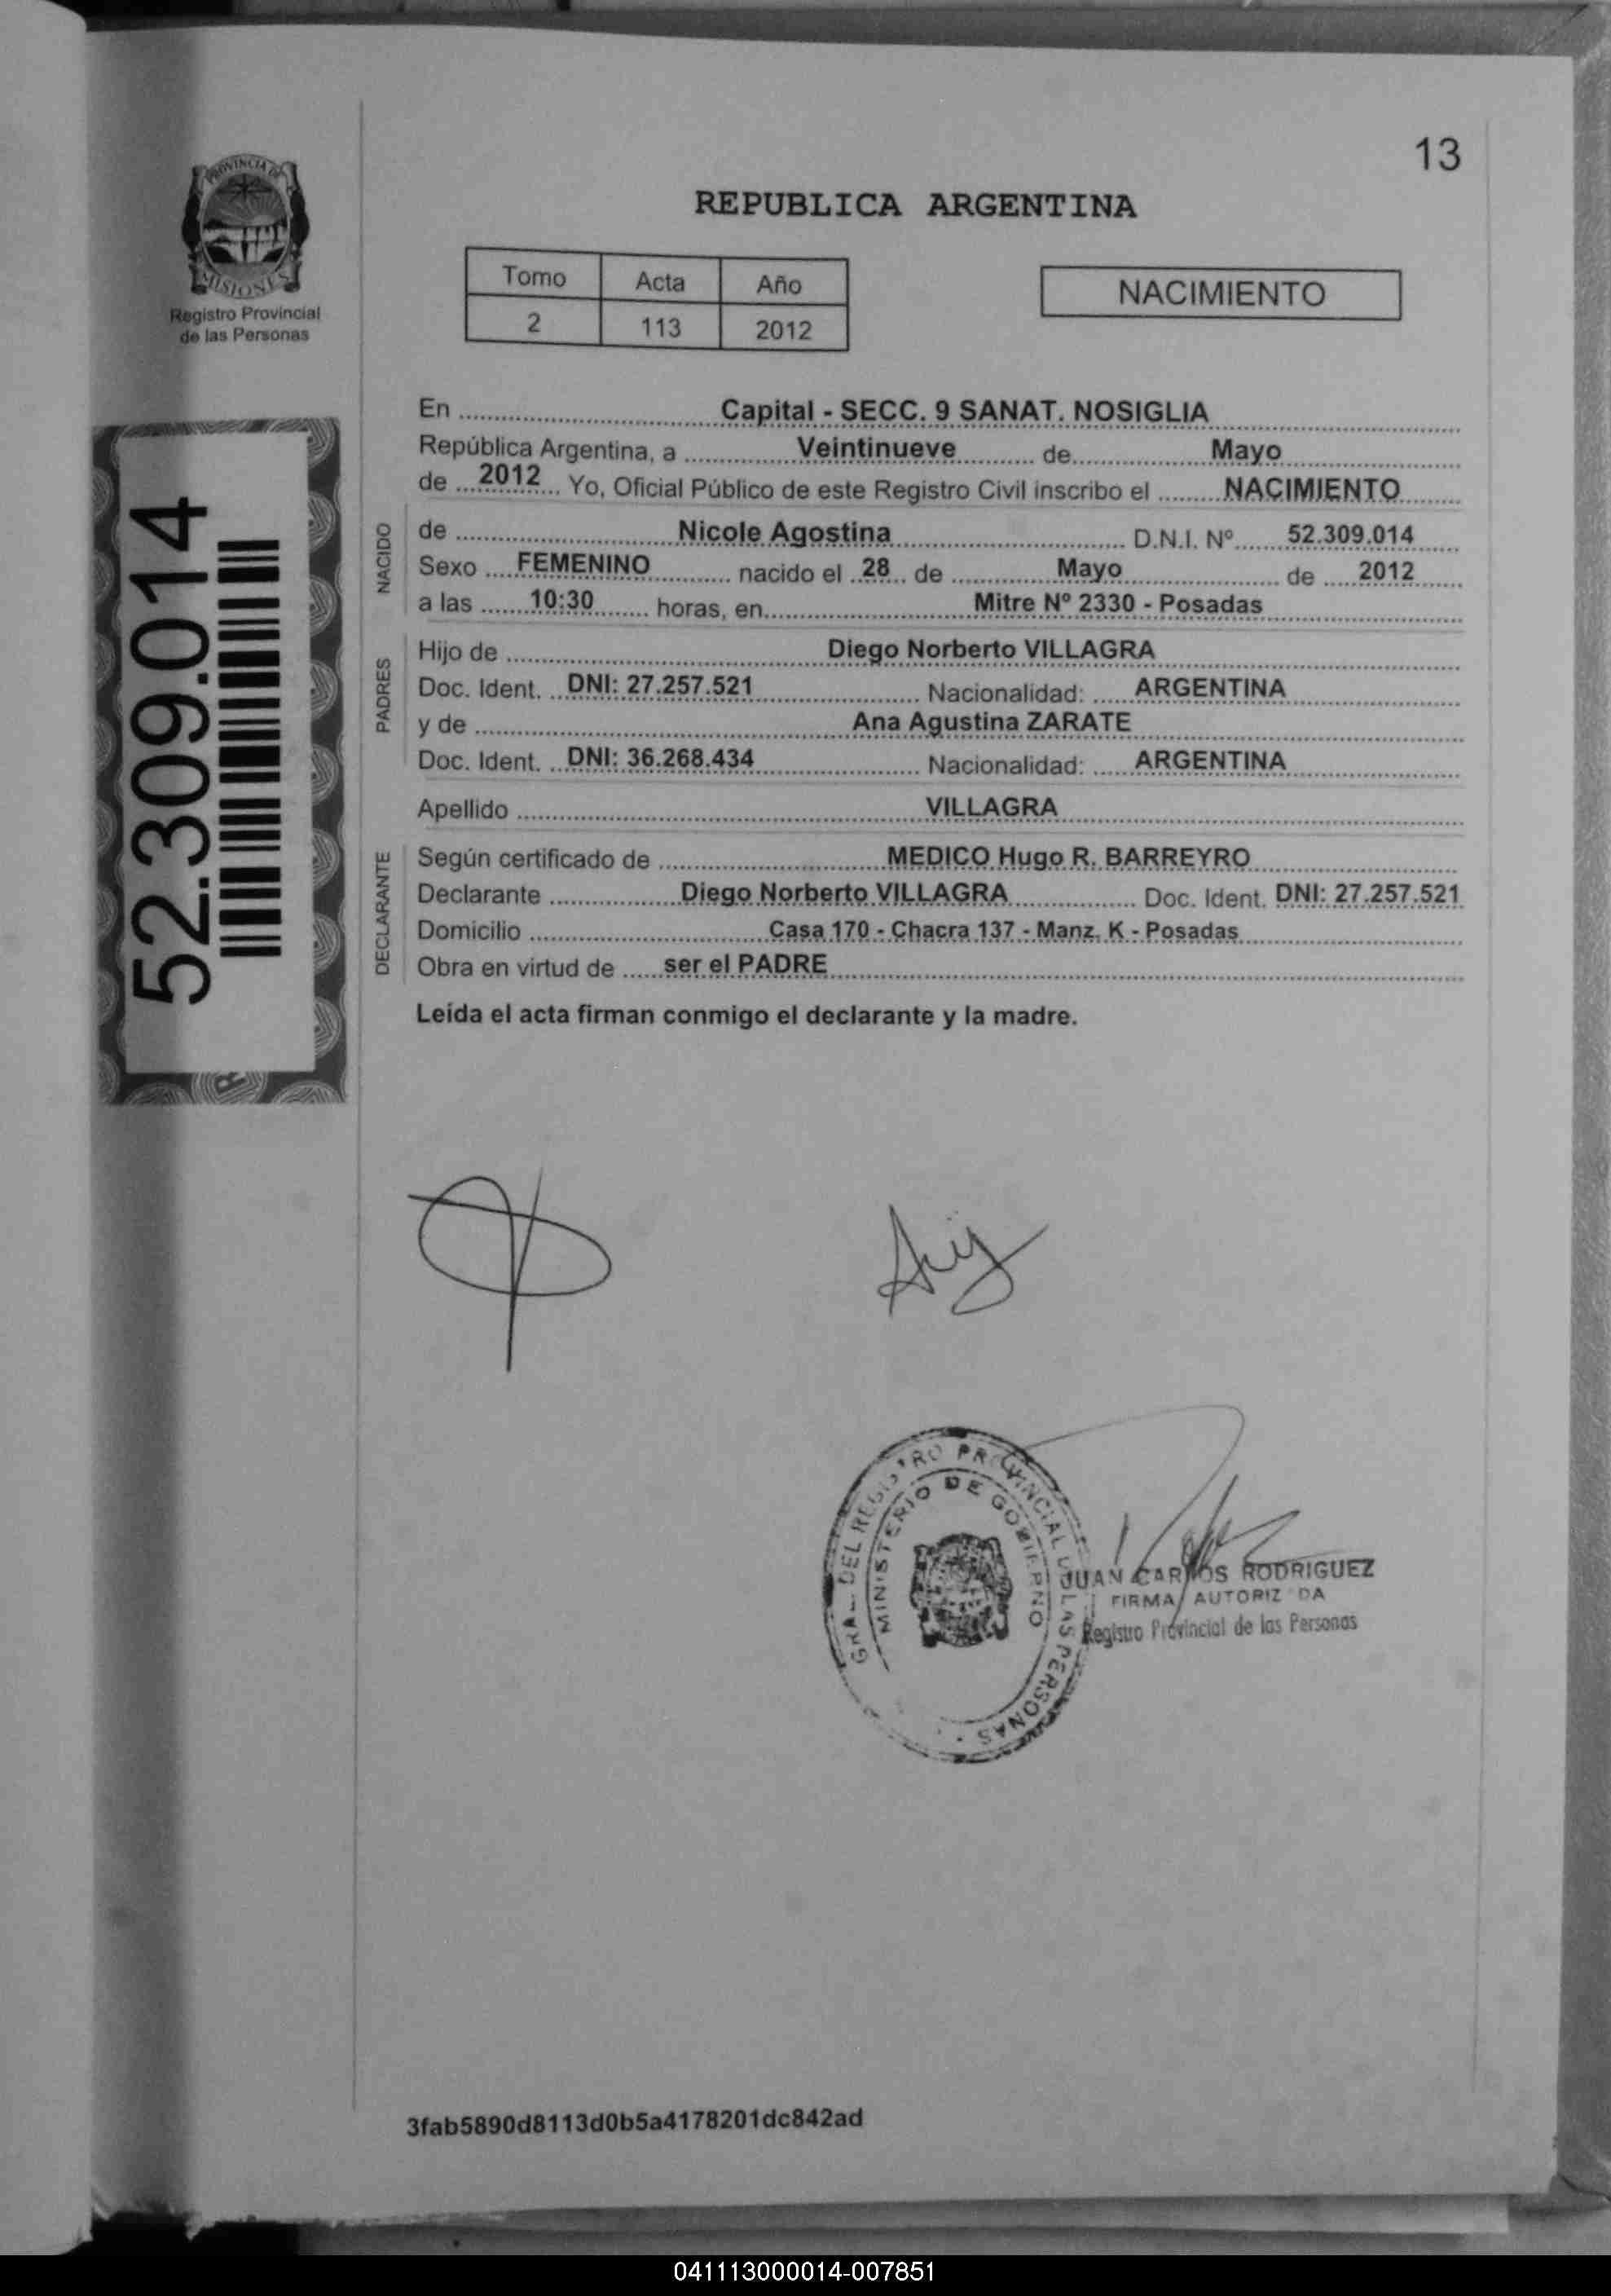 13
PROVINCIA DE
MISIONES
Registro Provincial
de las Personas
REPUBLICA ARGENTINA
Tomo Acta Año
2 113 2012
NACIMIENTO
52.309.014
En Capital - SECC. 9 SANAT. NOSIGLIA
República Argentina, a Veintinueve de Mayo
de 2012 Yo, Oficial Público de este Registro Civil inscribo el NACIMIENTO
NACIDO
de Nicole Agostina D.N.I. Nº 52.309.014
Sexo FEMENINO nacido el 28 de Mayo de 2012
a las 10:30 horas, en Mitre Nº 2330 - Posadas
PADRES
Hijo de Diego Norberto VILLAGRA
Doc. Ident. DNI: 27.257.521 Nacionalidad: ARGENTINA
y de Ana Agustina ZARATE
Doc. Ident. DNI: 36.268.434 Nacionalidad: ARGENTINA
Apellido VILLAGRA
DECLARANTE
Según certificado de MEDICO Hugo R. BARREYRO
Declarante Diego Norberto VILLAGRA Doc. Ident. DNI: 27.257.521
Domicilio Casa 170 - Chacra 137 - Manz. K - Posadas
Obra en virtud de ser el PADRE
Leída el acta firman conmigo el declarante y la madre.
GRAL. DEL REGISTRO PROVINCIAL DE LAS PERSONAS
MINISTERIO DE GOBIERNO
JUAN CARLOS RODRIGUEZ
FIRMA AUTORIZADA
Registro Provincial de las Personas
3fab5890d8113d0b5a4178201dc842ad
041113000014-007851